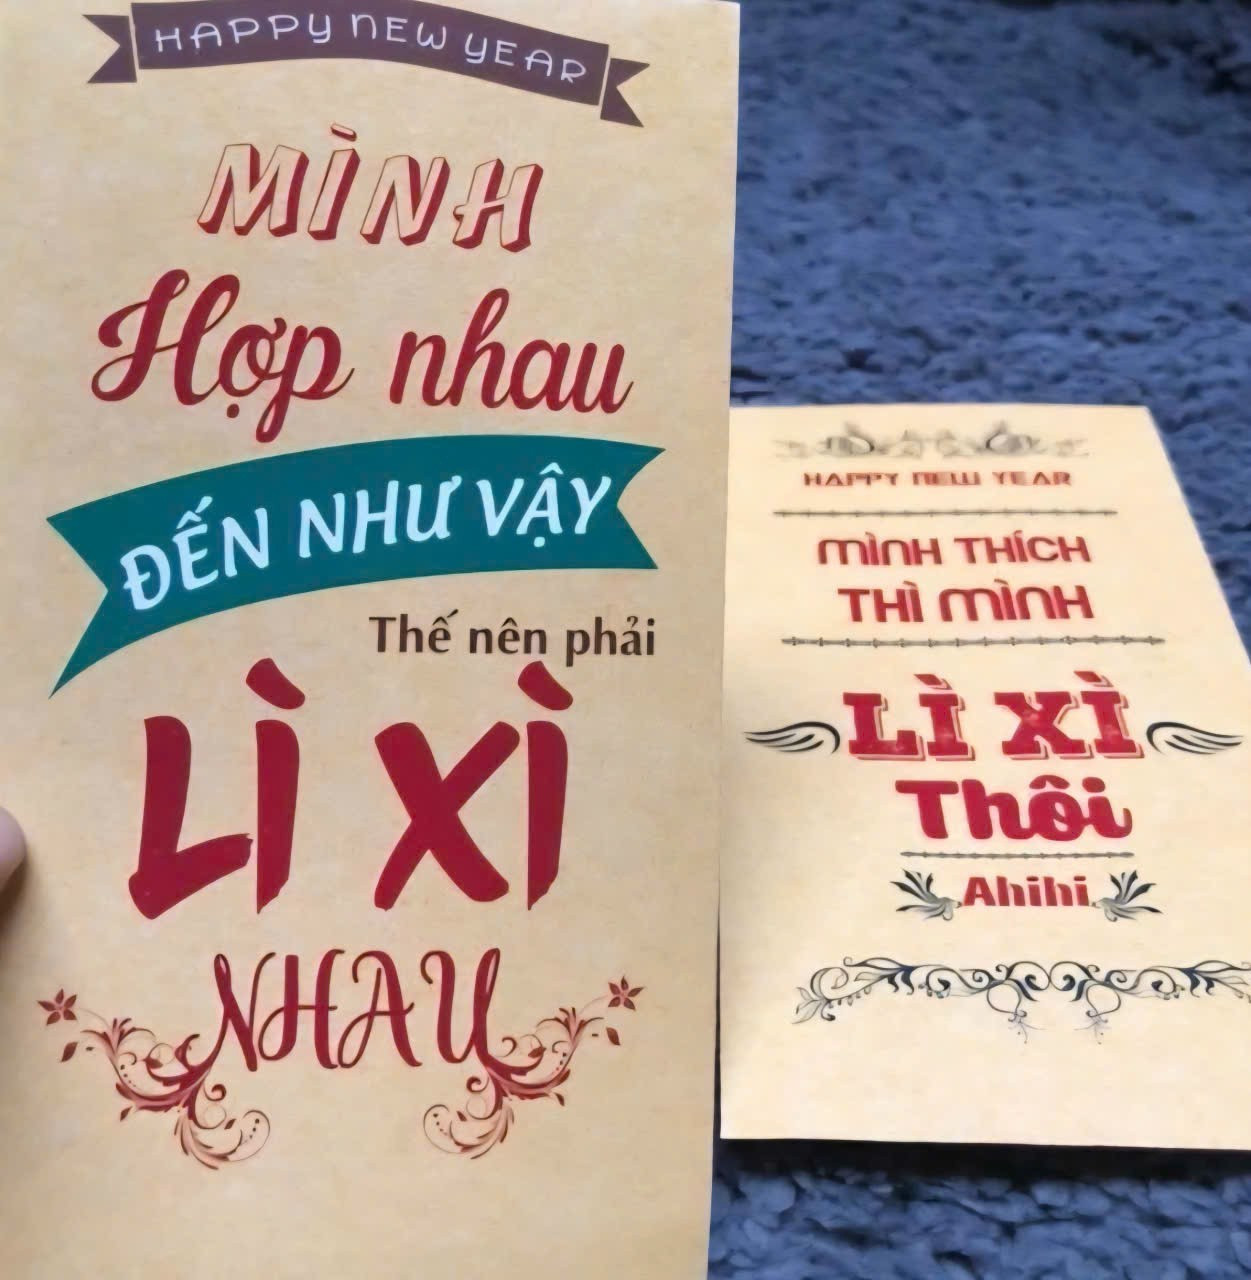 HAPPY NEW YEAR
MÌNH
Hợp nhau
ĐẾN NHƯ VẬY
Thế nên phải
LÌ XÌ
NHAU
HAPPY NEW YEAR
MÌNH THÍCH
THÌ MÌNH
LÌ XÌ
Thôi
Ahihi